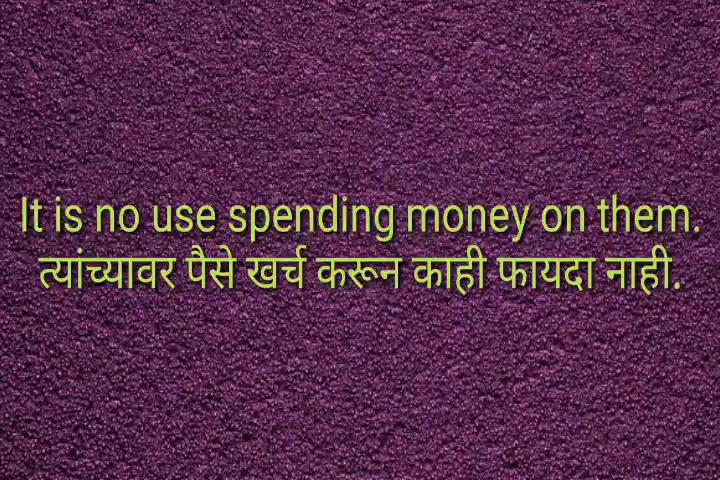 It is no use spending money on them.
त्यांच्यावर पैसे खर्च करून काही फायदा नाही.